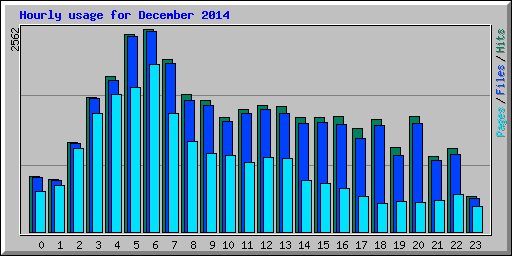 Hourly usage for December 2014
2562
Pages / Files / Hits
0 1 2 3 4 5 6 7 8 9 10 11 12 13 14 15 16 17 18 19 20 21 22 23